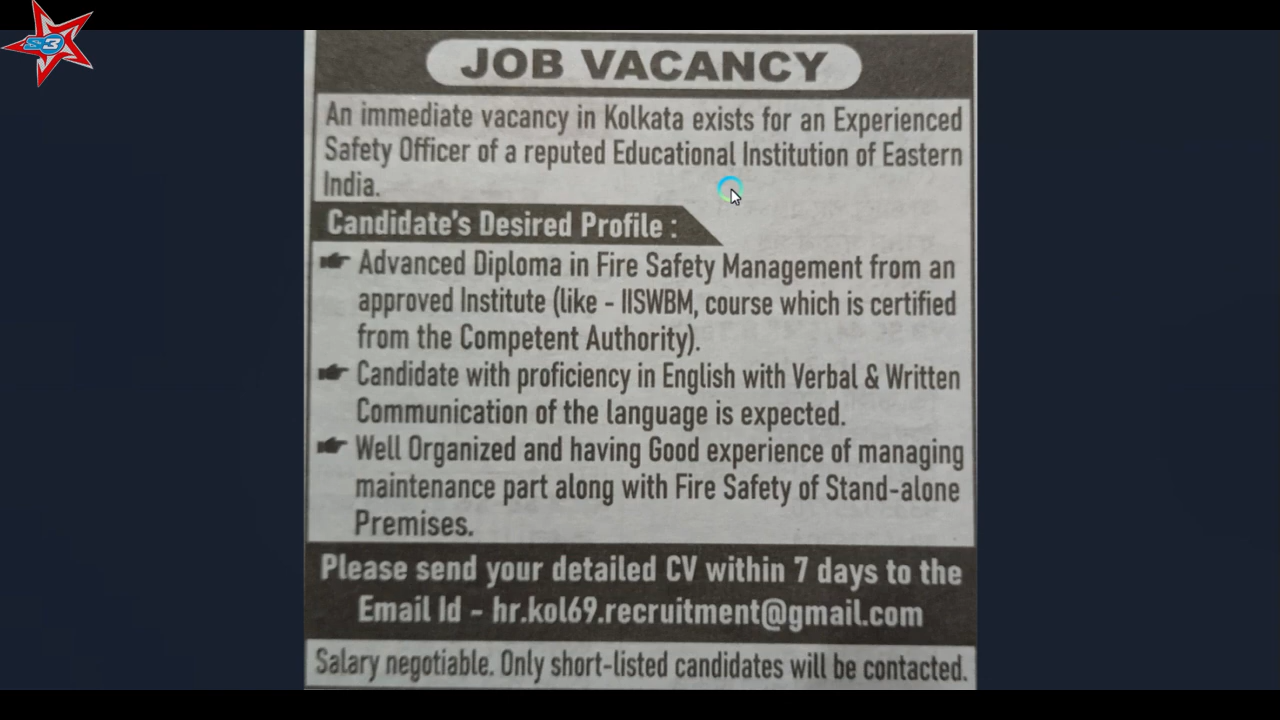 S3
JOB VACANCY
An immediate vacancy in Kolkata exists for an Experienced
Safety Officer of a reputed Educational Institution of Eastern
India.
Candidate's Desired Profile :
Advanced Diploma in Fire Safety Management from an
approved Institute (like - IISWBM, course which is certified
from the Competent Authority).
Candidate with proficiency in English with Verbal & Written
Communication of the language is expected.
Well Organized and having Good experience of managing
maintenance part along with Fire Safety of Stand-alone
Premises.
Please send your detailed CV within 7 days to the
Email Id - hr.kol69.recruitment@gmail.com
Salary negotiable. Only short-listed candidates will be contacted.